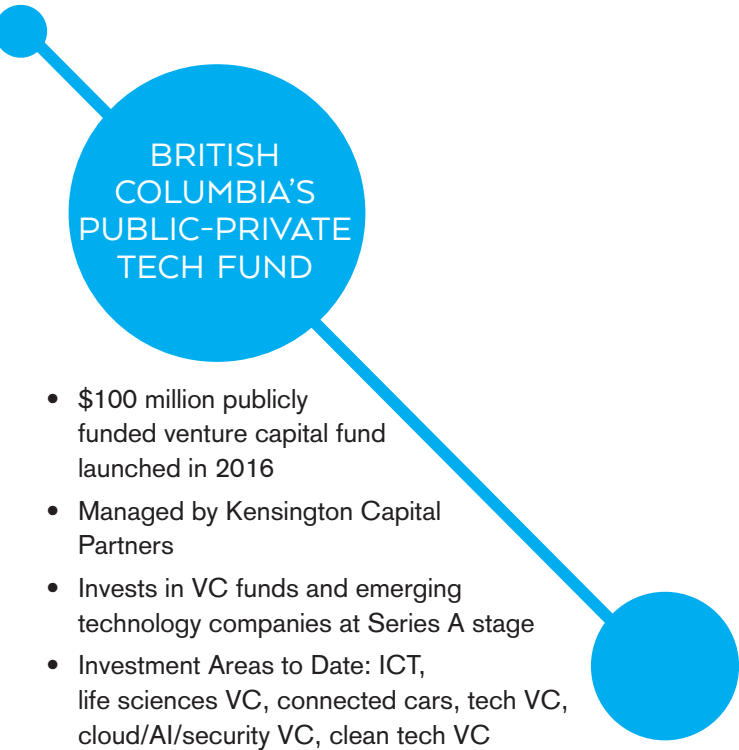 BRITISH
COLUMBIA'S
PUBLIC-PRIVATE
TECH FUND
• $100 million publicly
funded venture capital fund
launched in 2016
• Managed by Kensington Capital
Partners
• Invests in VC funds and emerging
technology companies at Series A stage
• Investment Areas to Date: ICT,
life sciences VC, connected cars, tech VC,
cloud/AI/security VC, clean tech VC